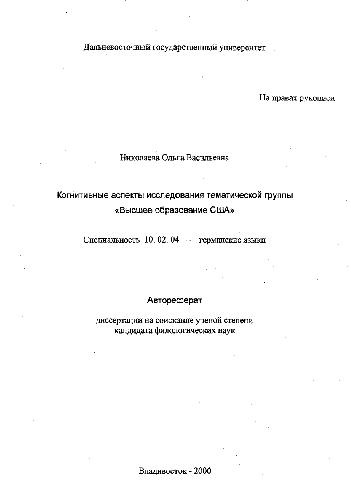 Дальневосточный государственный университет
На правах рукописи
Николаева Ольга Васильевна
Когнитивные аспекты исследования тематической группы
«Высшее образование США»
Специальность 10. 02. 04 - германские языки
Автореферат
диссертации на соискание ученой степени
кандидата филологических наук
Владивосток - 2000